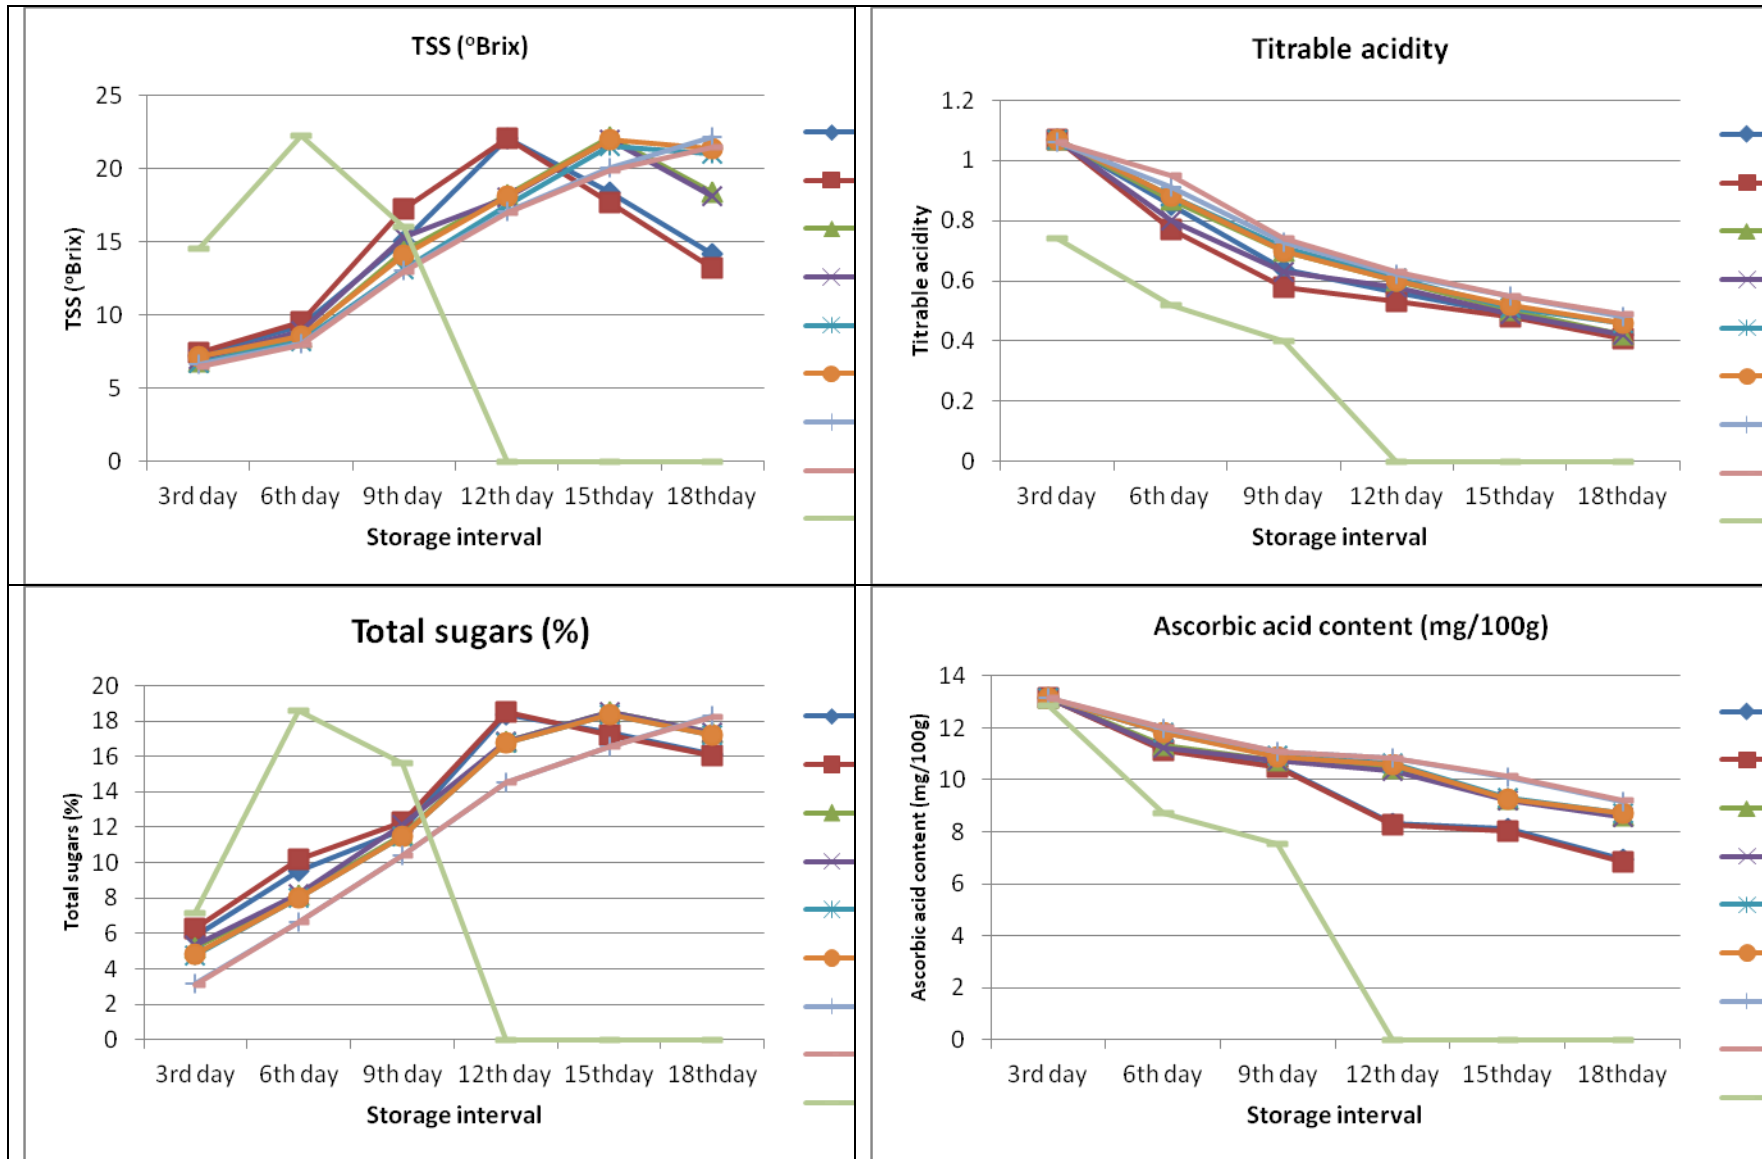 TSS (°Brix)
25
20
15
10
5
0
TSS (°Brix)
3rd day 6th day 9th day 12th day 15thday 18thday
Storage interval
Titrable acidity
1.2
1
0.8
0.6
0.4
0.2
0
Titrable acidity
3rd day 6th day 9th day 12th day 15thday 18thday
Storage interval
Total sugars (%)
20
18
16
14
12
10
8
6
4
2
0
Total sugars (%)
3rd day 6th day 9th day 12th day 15thday 18thday
Storage interval
Ascorbic acid content (mg/100g)
14
12
10
8
6
4
2
0
Ascorbic acid content (mg/100g)
3rd day 6th day 9th day 12th day 15thday 18thday
Storage interval